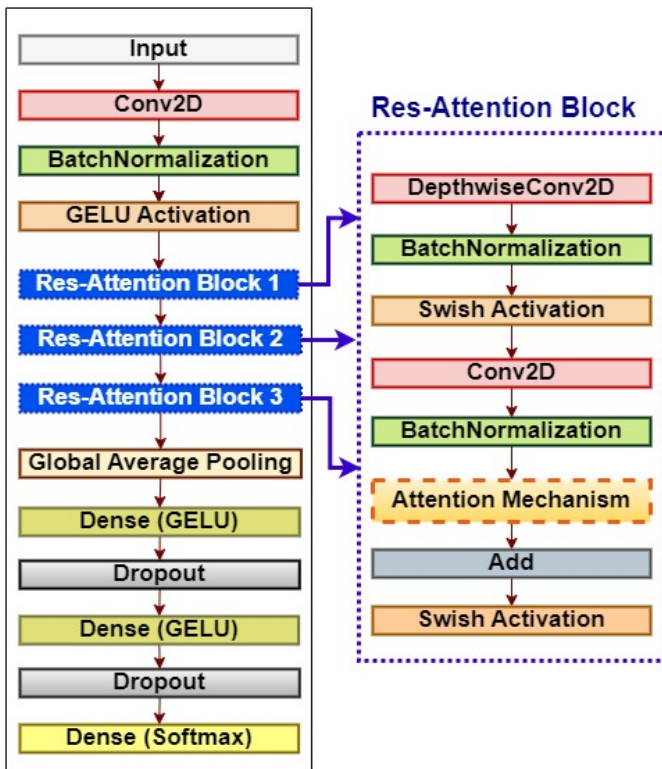 Input
Conv2D
BatchNormalization
GELU Activation
Res-Attention Block 1
Res-Attention Block 2
Res-Attention Block 3
Global Average Pooling
Dense (GELU)
Dropout
Dense (GELU)
Dropout
Dense (Softmax)
Res-Attention Block
DepthwiseConv2D
BatchNormalization
Swish Activation
Conv2D
BatchNormalization
Attention Mechanism
Add
Swish Activation